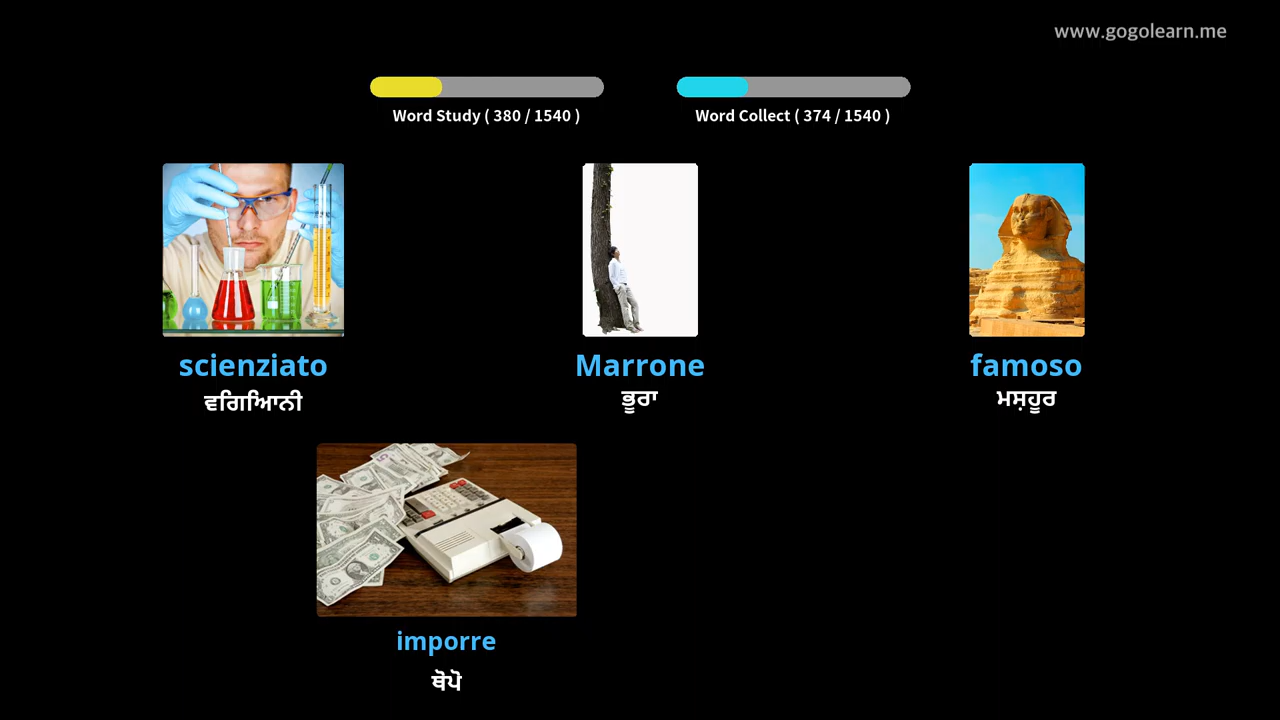 www.gogolearn.me
Word Study ( 380 / 1540 )
Word Collect ( 374 / 1540 )
scienziato
ਵਿਗਿਆਨੀ
Marrone
ਭੂਰਾ
famoso
ਮਸ਼ਹੂਰ
imporre
ਥੋਪੋ